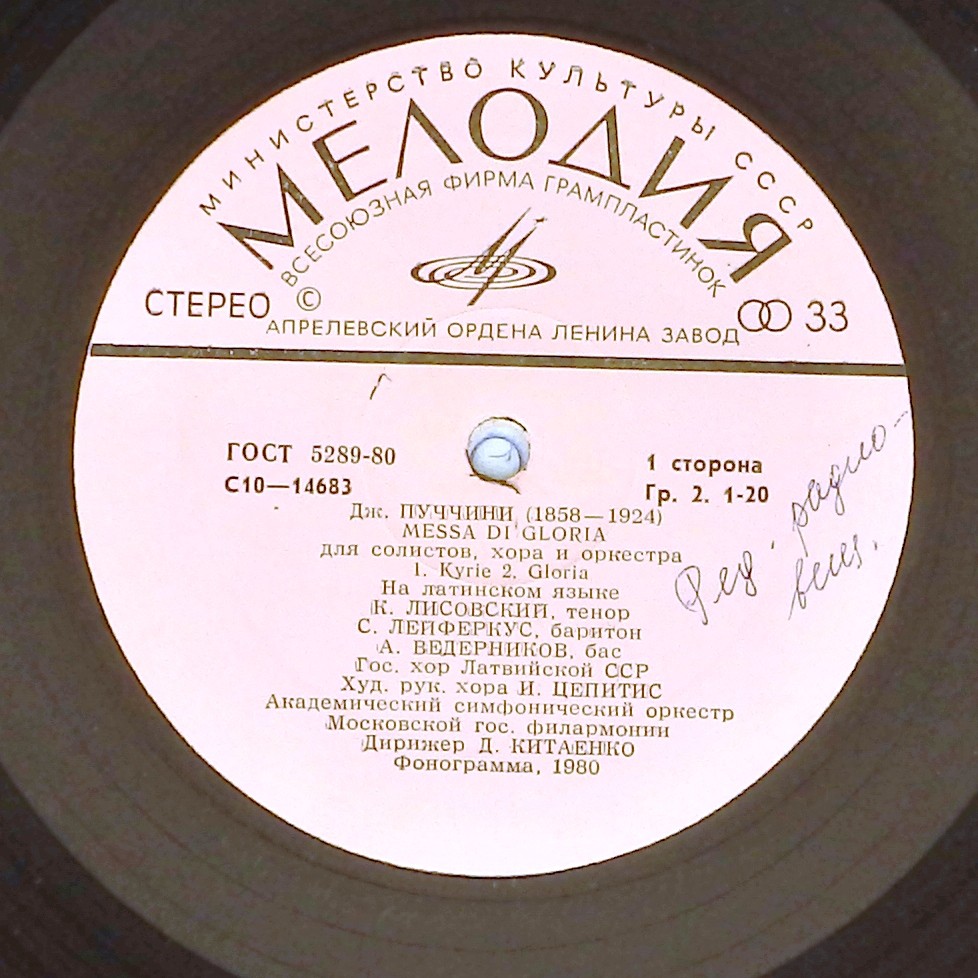 МИНИСТЕРСТВО КУЛЬТУРЫ СССР
МЕЛОДИЯ
ВСЕСОЮЗНАЯ ФИРМА ГРАМПЛАСТИНОК
СТЕРЕО © 33
АПРЕЛЕВСКИЙ ОРДЕНА ЛЕНИНА ЗАВОД
ГОСТ 5289-80 1 сторона
С10—14683 Гр. 2. 1-20
Дж. ПУЧЧИНИ (1858—1924)
MESSA DI GLORIA
для солистов, хора и оркестра
1. Kyrie 2. Gloria
На латинском языке
К. ЛИСОВСКИЙ, тенор
С. ЛЕЙФЕРКУС, баритон
А. ВЕДЕРНИКОВ, бас
Гос. хор Латвийской ССР
Худ. рук. хора И. ЦЕПИТИС
Академический симфонический оркестр
Московской гос. филармонии
Дирижер Д. КИТАЕНКО
Фонограмма, 1980
радио-
вещ.